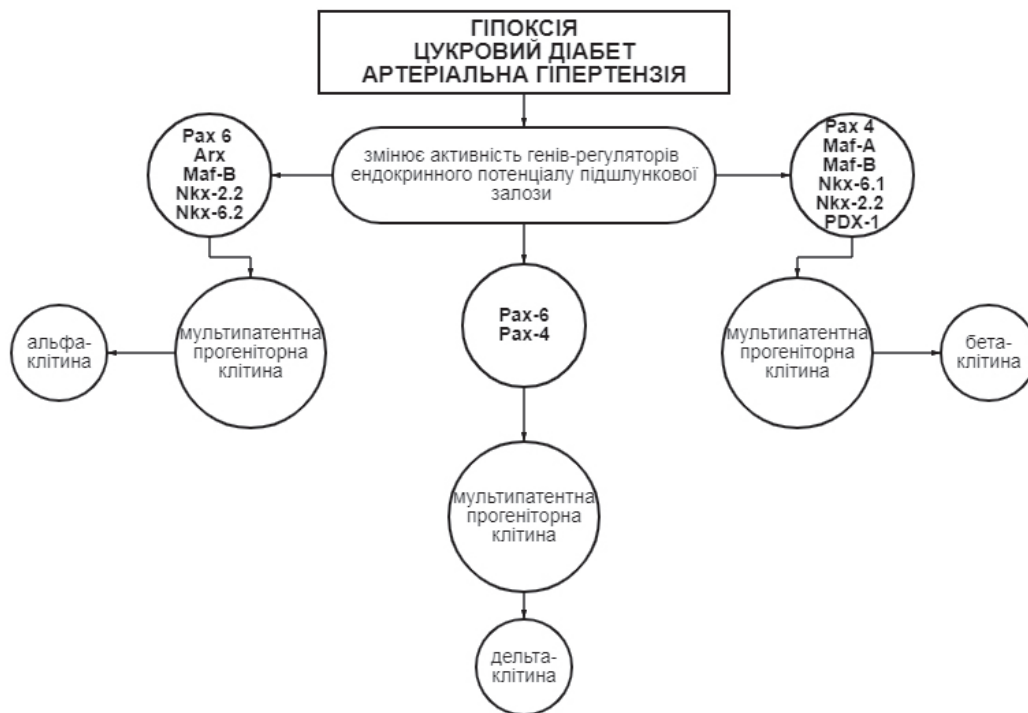 ГІПОКСІЯ
ЦУКРОВИЙ ДІАБЕТ
АРТЕРІАЛЬНА ГІПЕРТЕНЗІЯ
змінює активність генів-регуляторів
ендокринного потенціалу підшлункової
залози
Pax 6
Arx
Maf-B
Nkx-2.2
Nkx-6.2
Pax 4
Maf-A
Maf-B
Nkx-6.1
Nkx-2.2
PDX-1
Pax-6
Pax-4
альфа-
клітина
мультипатентна
прогеніторна
клітина
мультипатентна
прогеніторна
клітина
бета-
клітина
мультипатентна
прогеніторна
клітина
дельта-
клітина